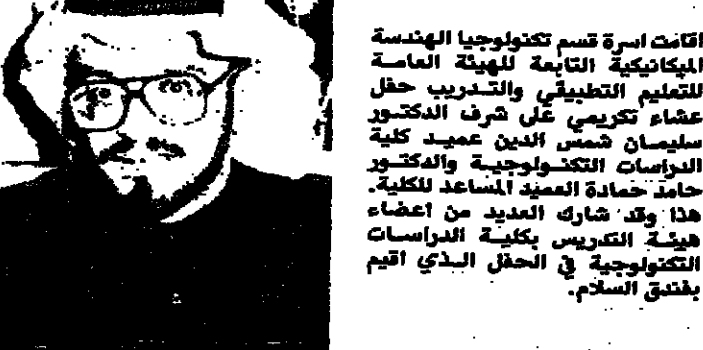 اقامت اسرة قسم تكنولوجيا الهندسة
الميكانيكية التابعة للهيئة العامة
للتعليم التطبيقي والتدريب حفل
عشاء تكريمي على شرف الدكتور
سليمان شمس الدين عميد كلية
الدراسات التكنولوجية والدكتور
حامد حمادة العميد المساعد للكلية.
هذا وقد شارك العديد من اعضاء
هيئة التدريس بكلية الدراسات
التكنولوجية في الحفل الذي اقيم
بفندق السلام.